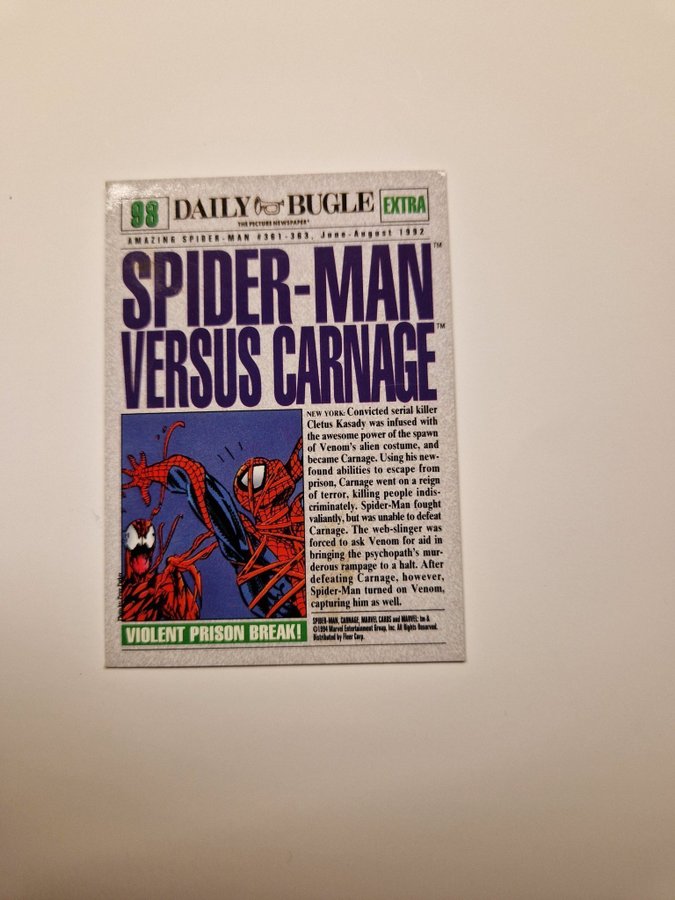 98 DAILY BUGLE EXTRA
THE PICTURE NEWSPAPER
AMAZING SPIDER-MAN #361-363, June-August 1992
SPIDER-MAN™
VERSUS CARNAGE™
NEW YORK: Convicted serial killer
Cletus Kasady was infused with
the awesome power of the spawn
of Venom's alien costume, and
became Carnage. Using his new-
found abilities to escape from
prison, Carnage went on a reign
of terror, killing people indis-
criminately. Spider-Man fought
valiantly, but was unable to defeat
Carnage. The web-slinger was
forced to ask Venom for aid in
bringing the psychopath's mur-
derous rampage to a halt. After
defeating Carnage, however,
Spider-Man turned on Venom,
capturing him as well.
Photo by Peter Parker
VIOLENT PRISON BREAK!
SPIDER-MAN, CARNAGE, MARVEL CARDS and MARVEL: tm &
©1994 Marvel Entertainment Group, Inc. All Rights Reserved.
Distributed by Fleer Corp.